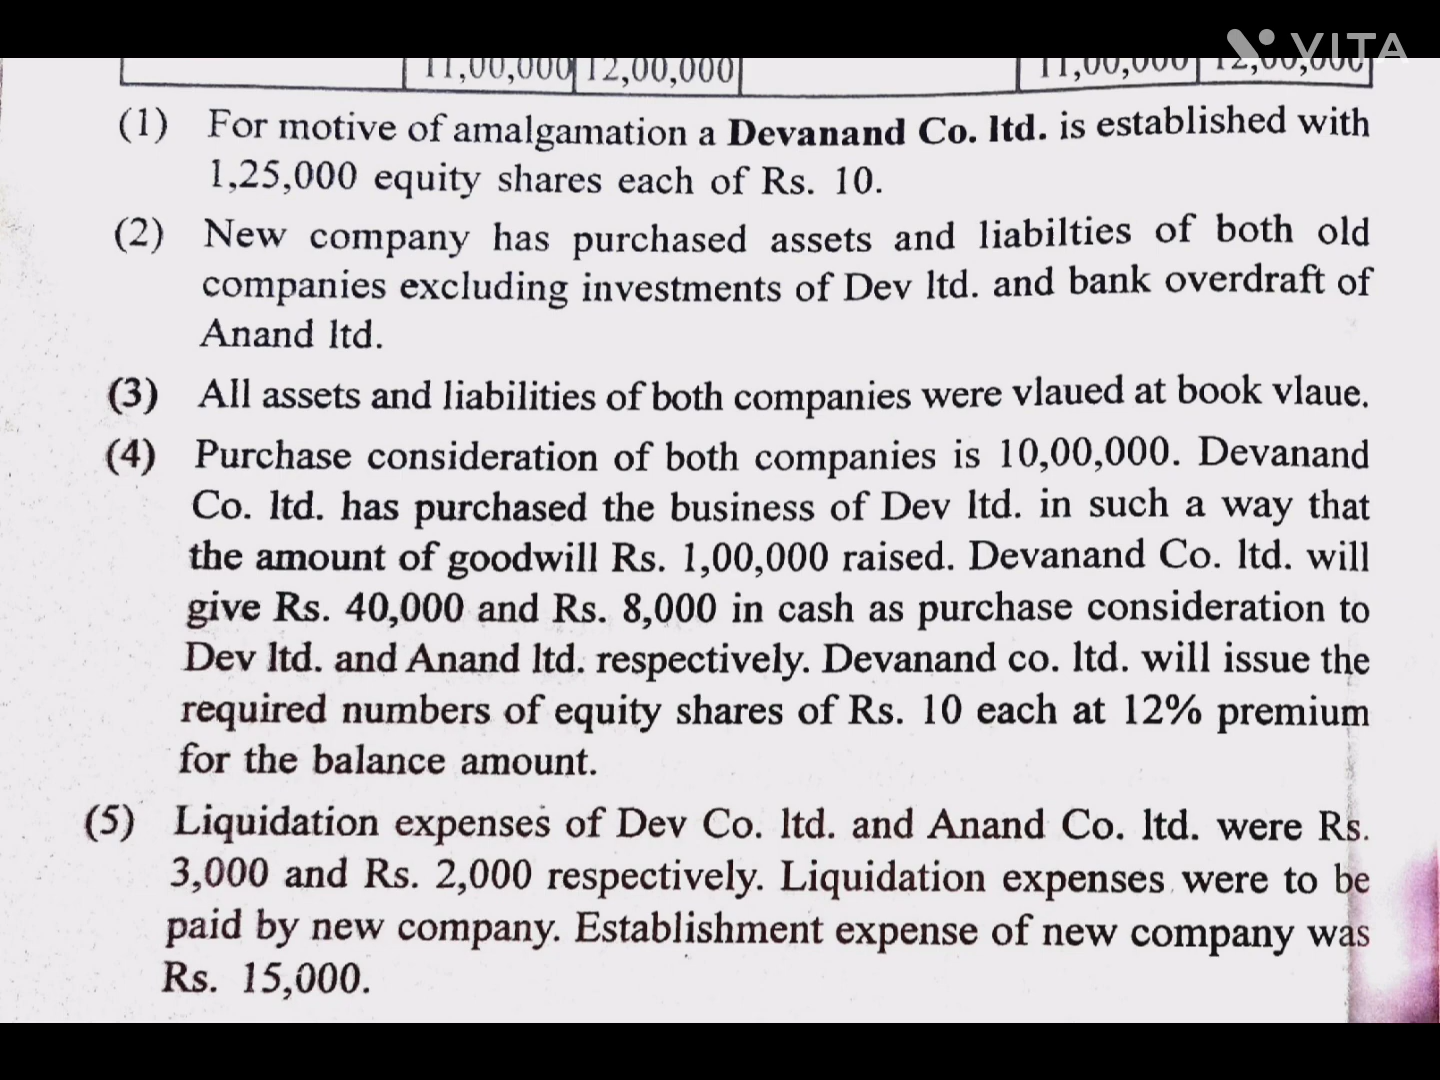 VITA
11,00,000 12,00,000 11,00,000 12,00,000
(1) For motive of amalgamation a Devanand Co. ltd. is established with
1,25,000 equity shares each of Rs. 10.
(2) New company has purchased assets and liabilties of both old
companies excluding investments of Dev ltd. and bank overdraft of
Anand ltd.
(3) All assets and liabilities of both companies were vlaued at book vlaue.
(4) Purchase consideration of both companies is 10,00,000. Devanand
Co. ltd. has purchased the business of Dev ltd. in such a way that
the amount of goodwill Rs. 1,00,000 raised. Devanand Co. ltd. will
give Rs. 40,000 and Rs. 8,000 in cash as purchase consideration to
Dev ltd. and Anand ltd. respectively. Devanand co. ltd. will issue the
required numbers of equity shares of Rs. 10 each at 12% premium
for the balance amount.
(5) Liquidation expenses of Dev Co. ltd. and Anand Co. ltd. were Rs.
3,000 and Rs. 2,000 respectively. Liquidation expenses were to be
paid by new company. Establishment expense of new company was
Rs. 15,000.